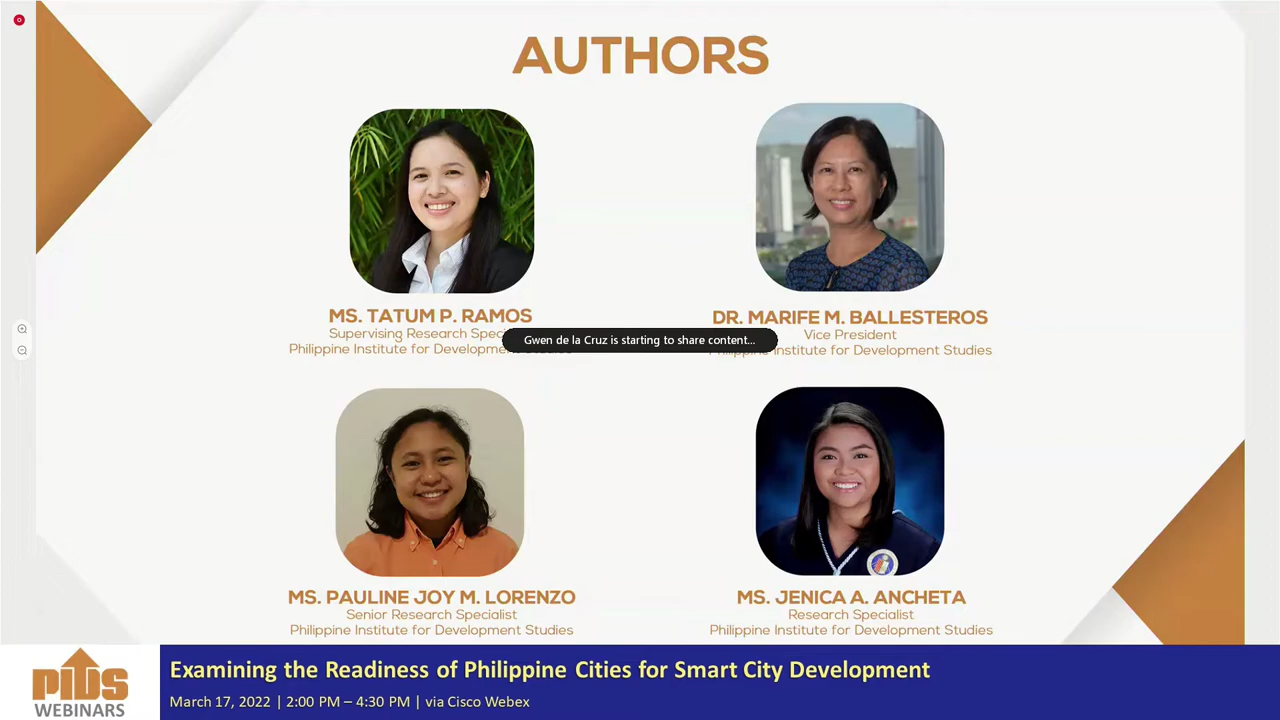 AUTHORS
MS. TATUM P. RAMOS
Supervising Research
Philippine Institute for Development
DR. MARIFE M. BALLESTEROS
Vice President
Philippine Institute for Development Studies
Gwen de la Cruz is starting to share content...
MS. PAULINE JOY M. LORENZO
Senior Research Specialist
Philippine Institute for Development Studies
MS. JENICA A. ANCHETA
Research Specialist
Philippine Institute for Development Studies
PIDS
WEBINARS
Examining the Readiness of Philippine Cities for Smart City Development
March 17, 2022 | 2:00 PM – 4:30 PM | via Cisco Webex